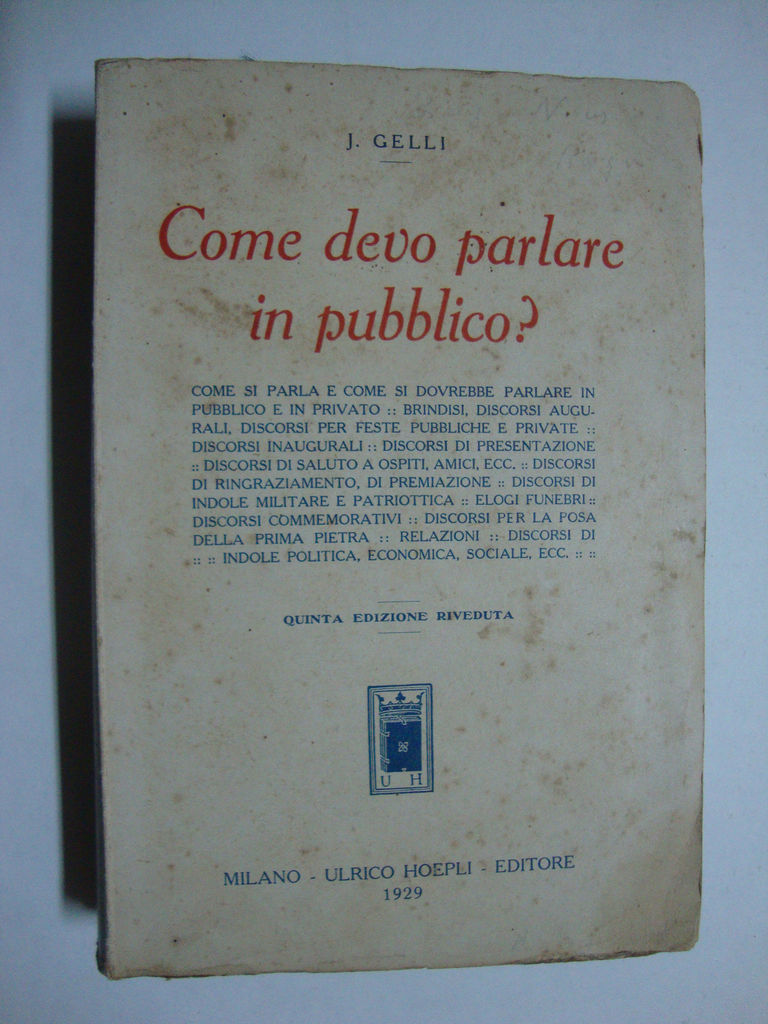 J. GELLI
Come devo parlare
in pubblico?
COME SI PARLA E COME SI DOVREBBE PARLARE IN
PUBBLICO E IN PRIVATO :: BRINDISI, DISCORSI AUGU-
RALI, DISCORSI PER FESTE PUBBLICHE E PRIVATE ::
DISCORSI INAUGURALI :: DISCORSI DI PRESENTAZIONE
:: DISCORSI DI SALUTO A OSPITI, AMICI, ECC. :: DISCORSI
DI RINGRAZIAMENTO, DI PREMIAZIONE :: DISCORSI DI
INDOLE MILITARE E PATRIOTTICA :: ELOGI FUNEBRI ::
DISCORSI COMMEMORATIVI :: DISCORSI PER LA POSA
DELLA PRIMA PIETRA :: RELAZIONI :: DISCORSI DI
:: :: INDOLE POLITICA, ECONOMICA, SOCIALE, ECC. :: ::
QUINTA EDIZIONE RIVEDUTA
U H
MILANO - ULRICO HOEPLI - EDITORE
1929